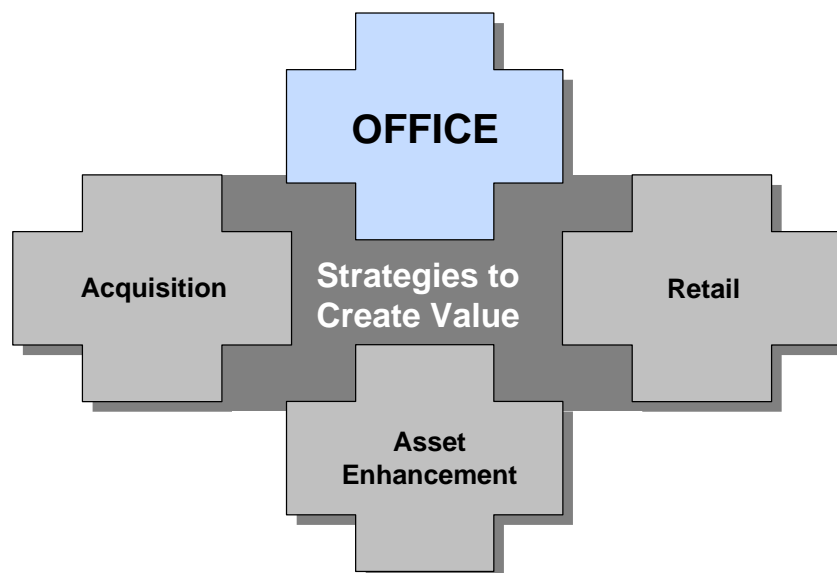 OFFICE
Strategies to
Create Value
Acquisition
Retail
Asset
Enhancement